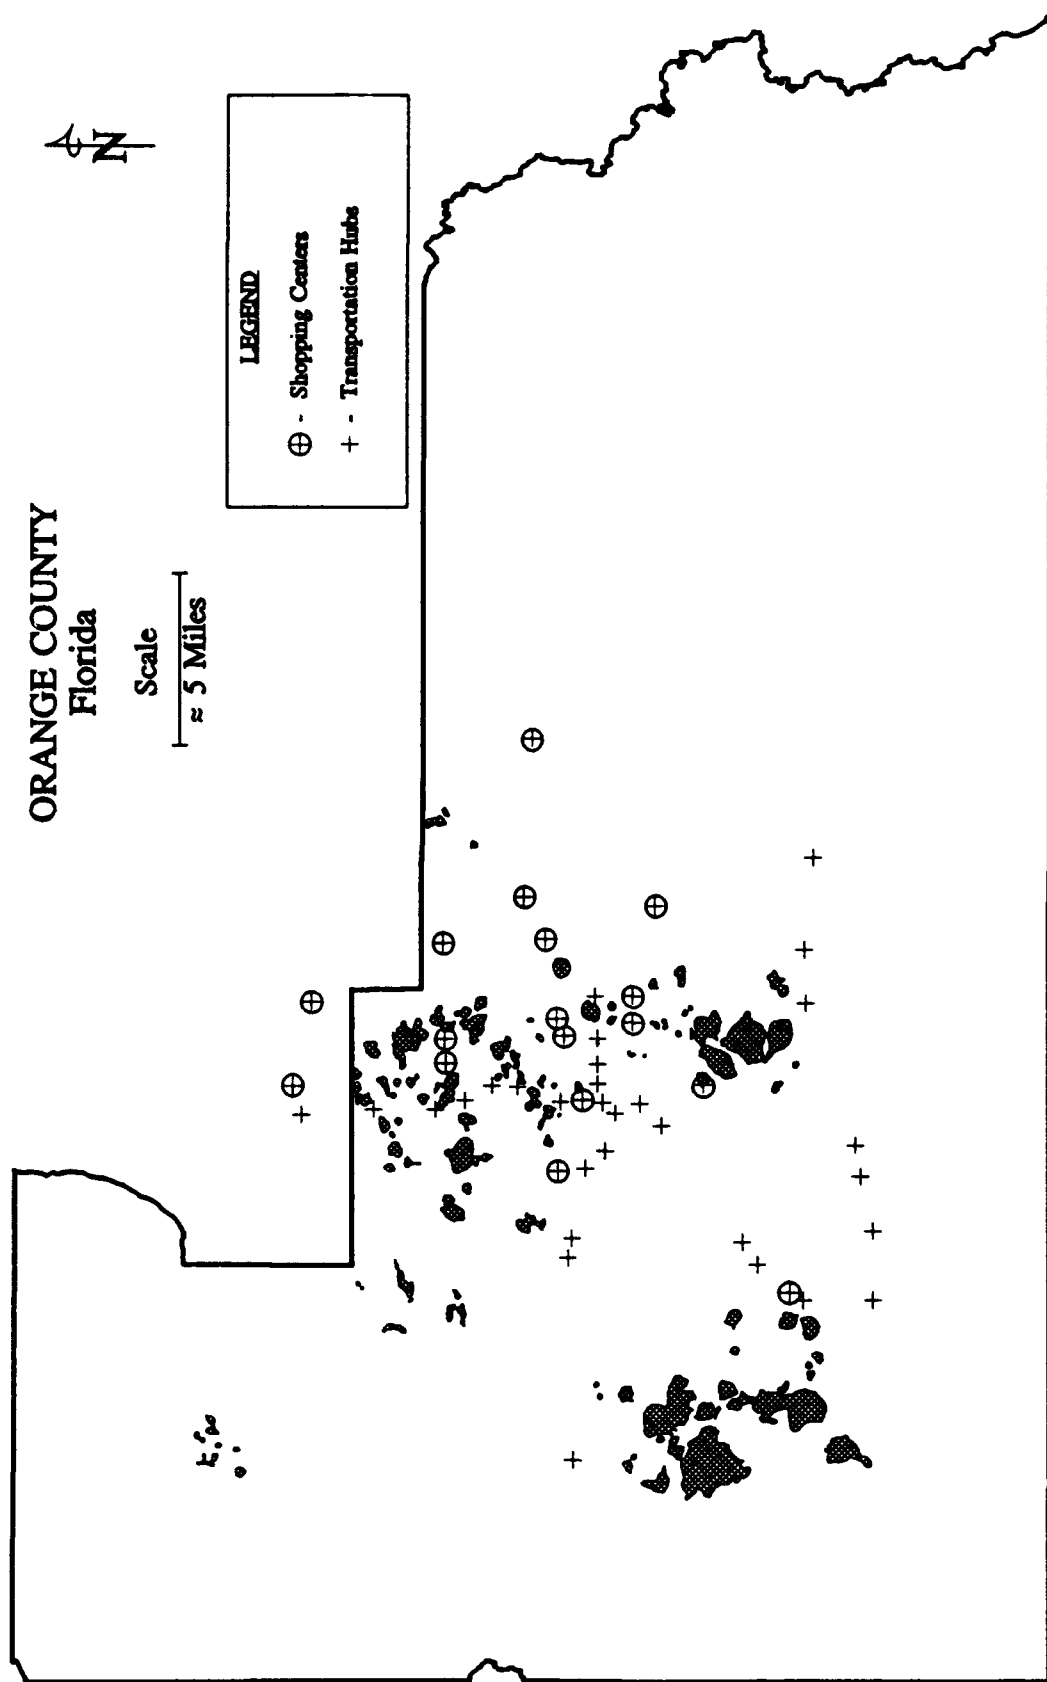 ORANGE COUNTY
Florida
Scale
≈ 5 Miles
N
LEGEND
⊕ - Shopping Centers
+ - Transportation Hubs